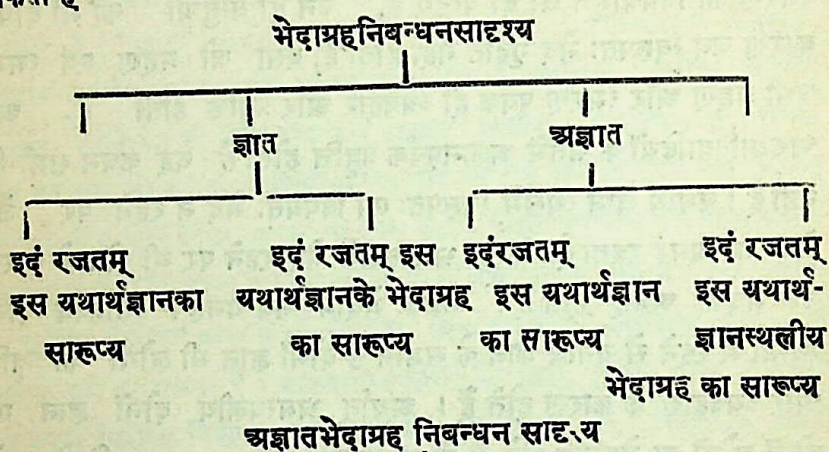 भेदाग्रहनिबन्धनसादृश्य
ज्ञात अज्ञात
इदं रजतम् इदं रजतम् इस इदंरजतम् इदं रजतम्
इस यथार्थज्ञानका यथार्थज्ञानके भेदाग्रह इस यथार्थज्ञान इस यथार्थ-
सारूप्य का सारूप्य का सारूप्य ज्ञानस्थलीय
भेदाग्रह का सारूप्य
अज्ञातभेदाग्रह निबन्धन